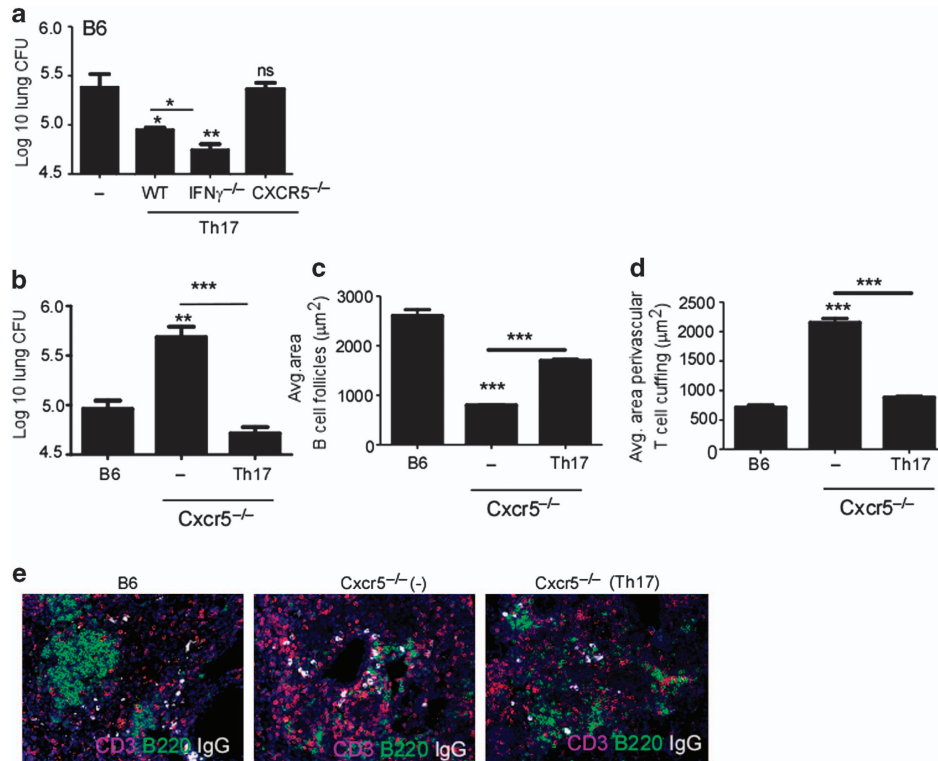 a
B6
Log 10 lung CFU
5.5
5.0
4.5
*
*
**
ns
– WT IFNγ–/– CXCR5–/–
Th17
b
Log 10 lung CFU
6.0
5.5
5.0
4.5
***
**
B6 – Th17
Cxcr5–/–
c
Avg.area
B cell follicles (μm2)
3000
2000
1000
0
***
***
B6 – Th17
Cxcr5–/–
d
Avg. area perivascular
T cell cuffing (μm2)
2500
2000
1500
1000
500
0
***
***
B6 – Th17
Cxcr5–/–
e
B6
CD3 B220 IgG
Cxcr5–/– (-)
CD3 B220 IgG
Cxcr5–/– (Th17)
CD3 B220 IgG